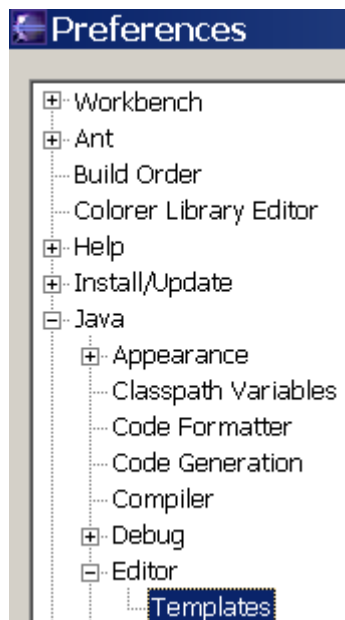 Preferences
Workbench
Ant
Build Order
Colorer Library Editor
Help
Install/Update
Java
Appearance
Classpath Variables
Code Formatter
Code Generation
Compiler
Debug
Editor
Templates